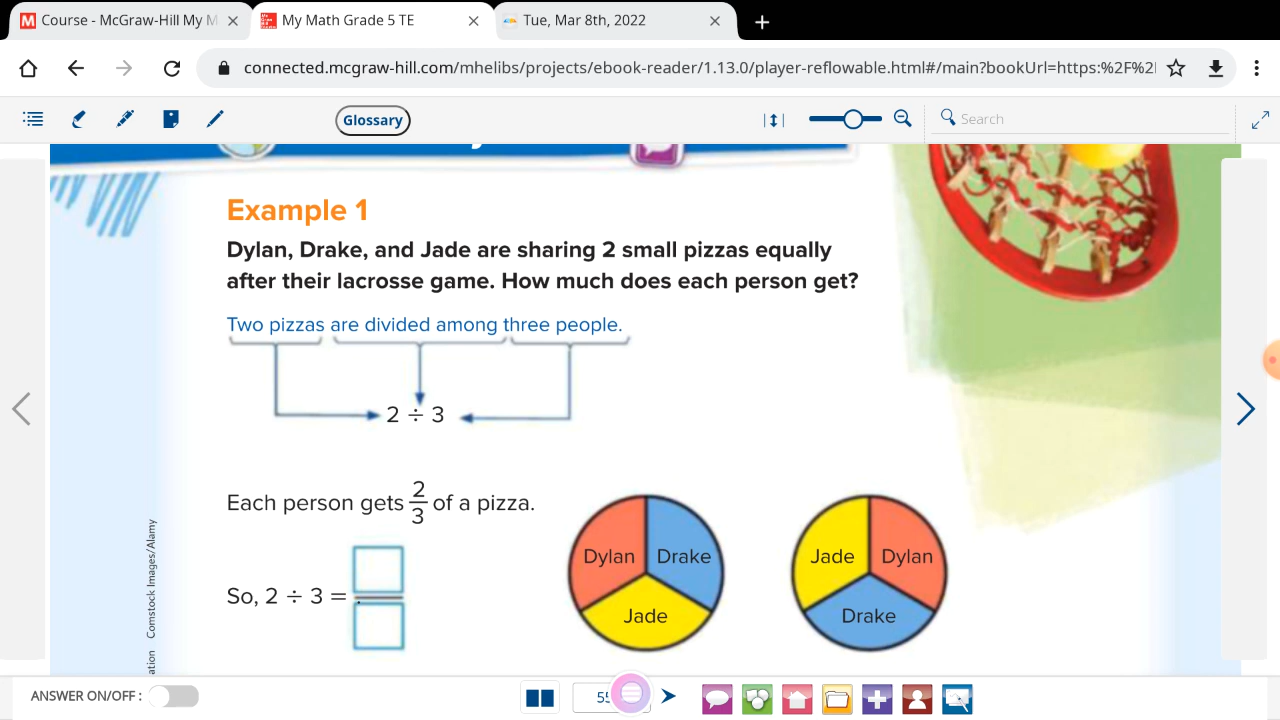 Course - McGraw-Hill My M
My Math Grade 5 TE
Tue, Mar 8th, 2022
connected.mcgraw-hill.com/mhelibs/projects/ebook-reader/1.13.0/player-reflowable.html#/main?bookUrl=https:%2F%2
Glossary
Search
Example 1
Dylan, Drake, and Jade are sharing 2 small pizzas equally
after their lacrosse game. How much does each person get?
Two pizzas are divided among three people.
2 ÷ 3
Each person gets 2/3 of a pizza.
So, 2 ÷ 3 =
Dylan Drake
Jade
Jade Dylan
Drake
Comstock Images/Alamy
ANSWER ON/OFF :